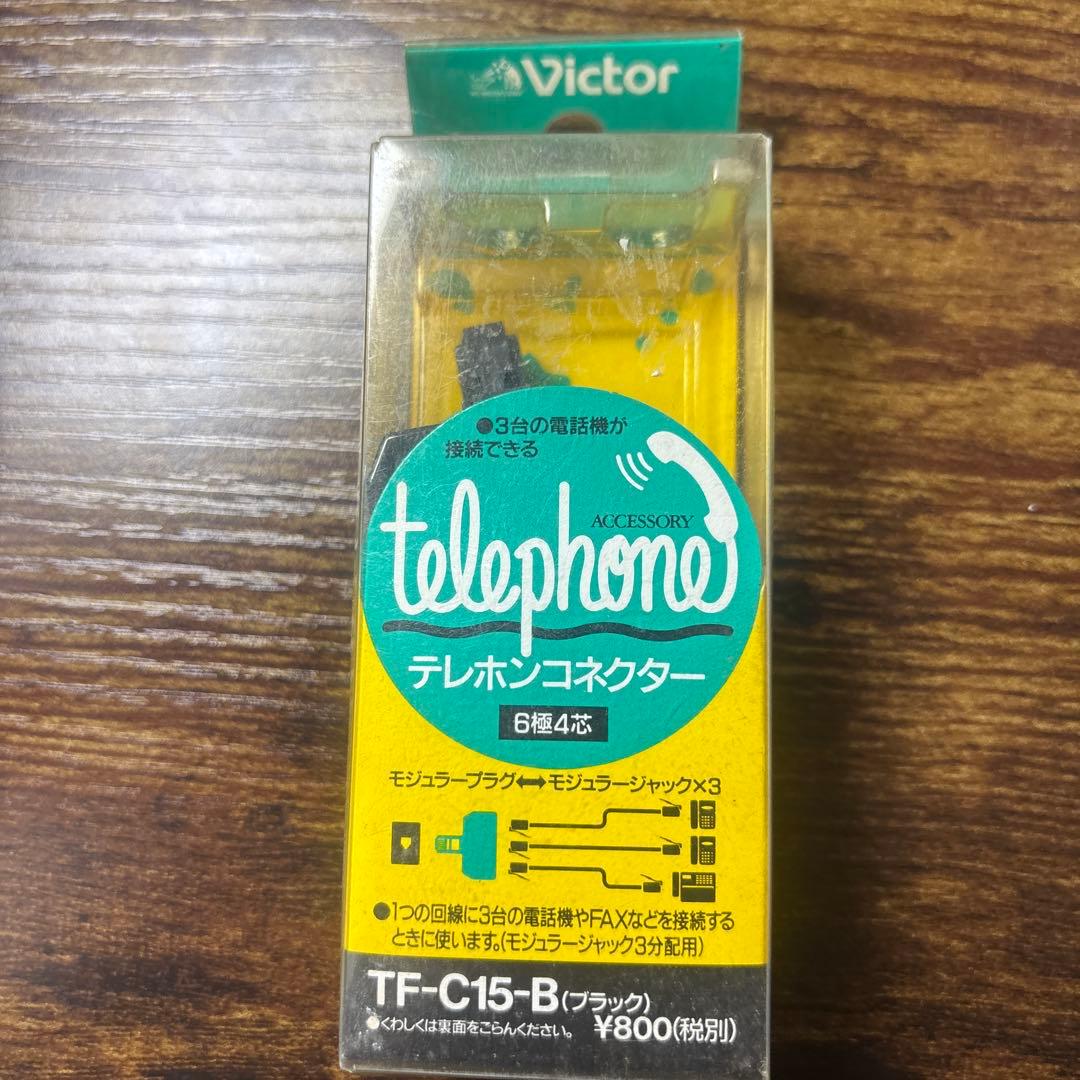 Victor
●3台の電話機が
接続できる
ACCESSORY
telephone
テレホンコネクター
6極4芯
モジュラープラグ⟷モジュラージャック×3
●1つの回線に3台の電話機やFAXなどを接続する
ときに使います。(モジュラージャック3分配用)
TF-C15-B(ブラック)
●くわしくは裏面をごらんください。 ¥800(税別)